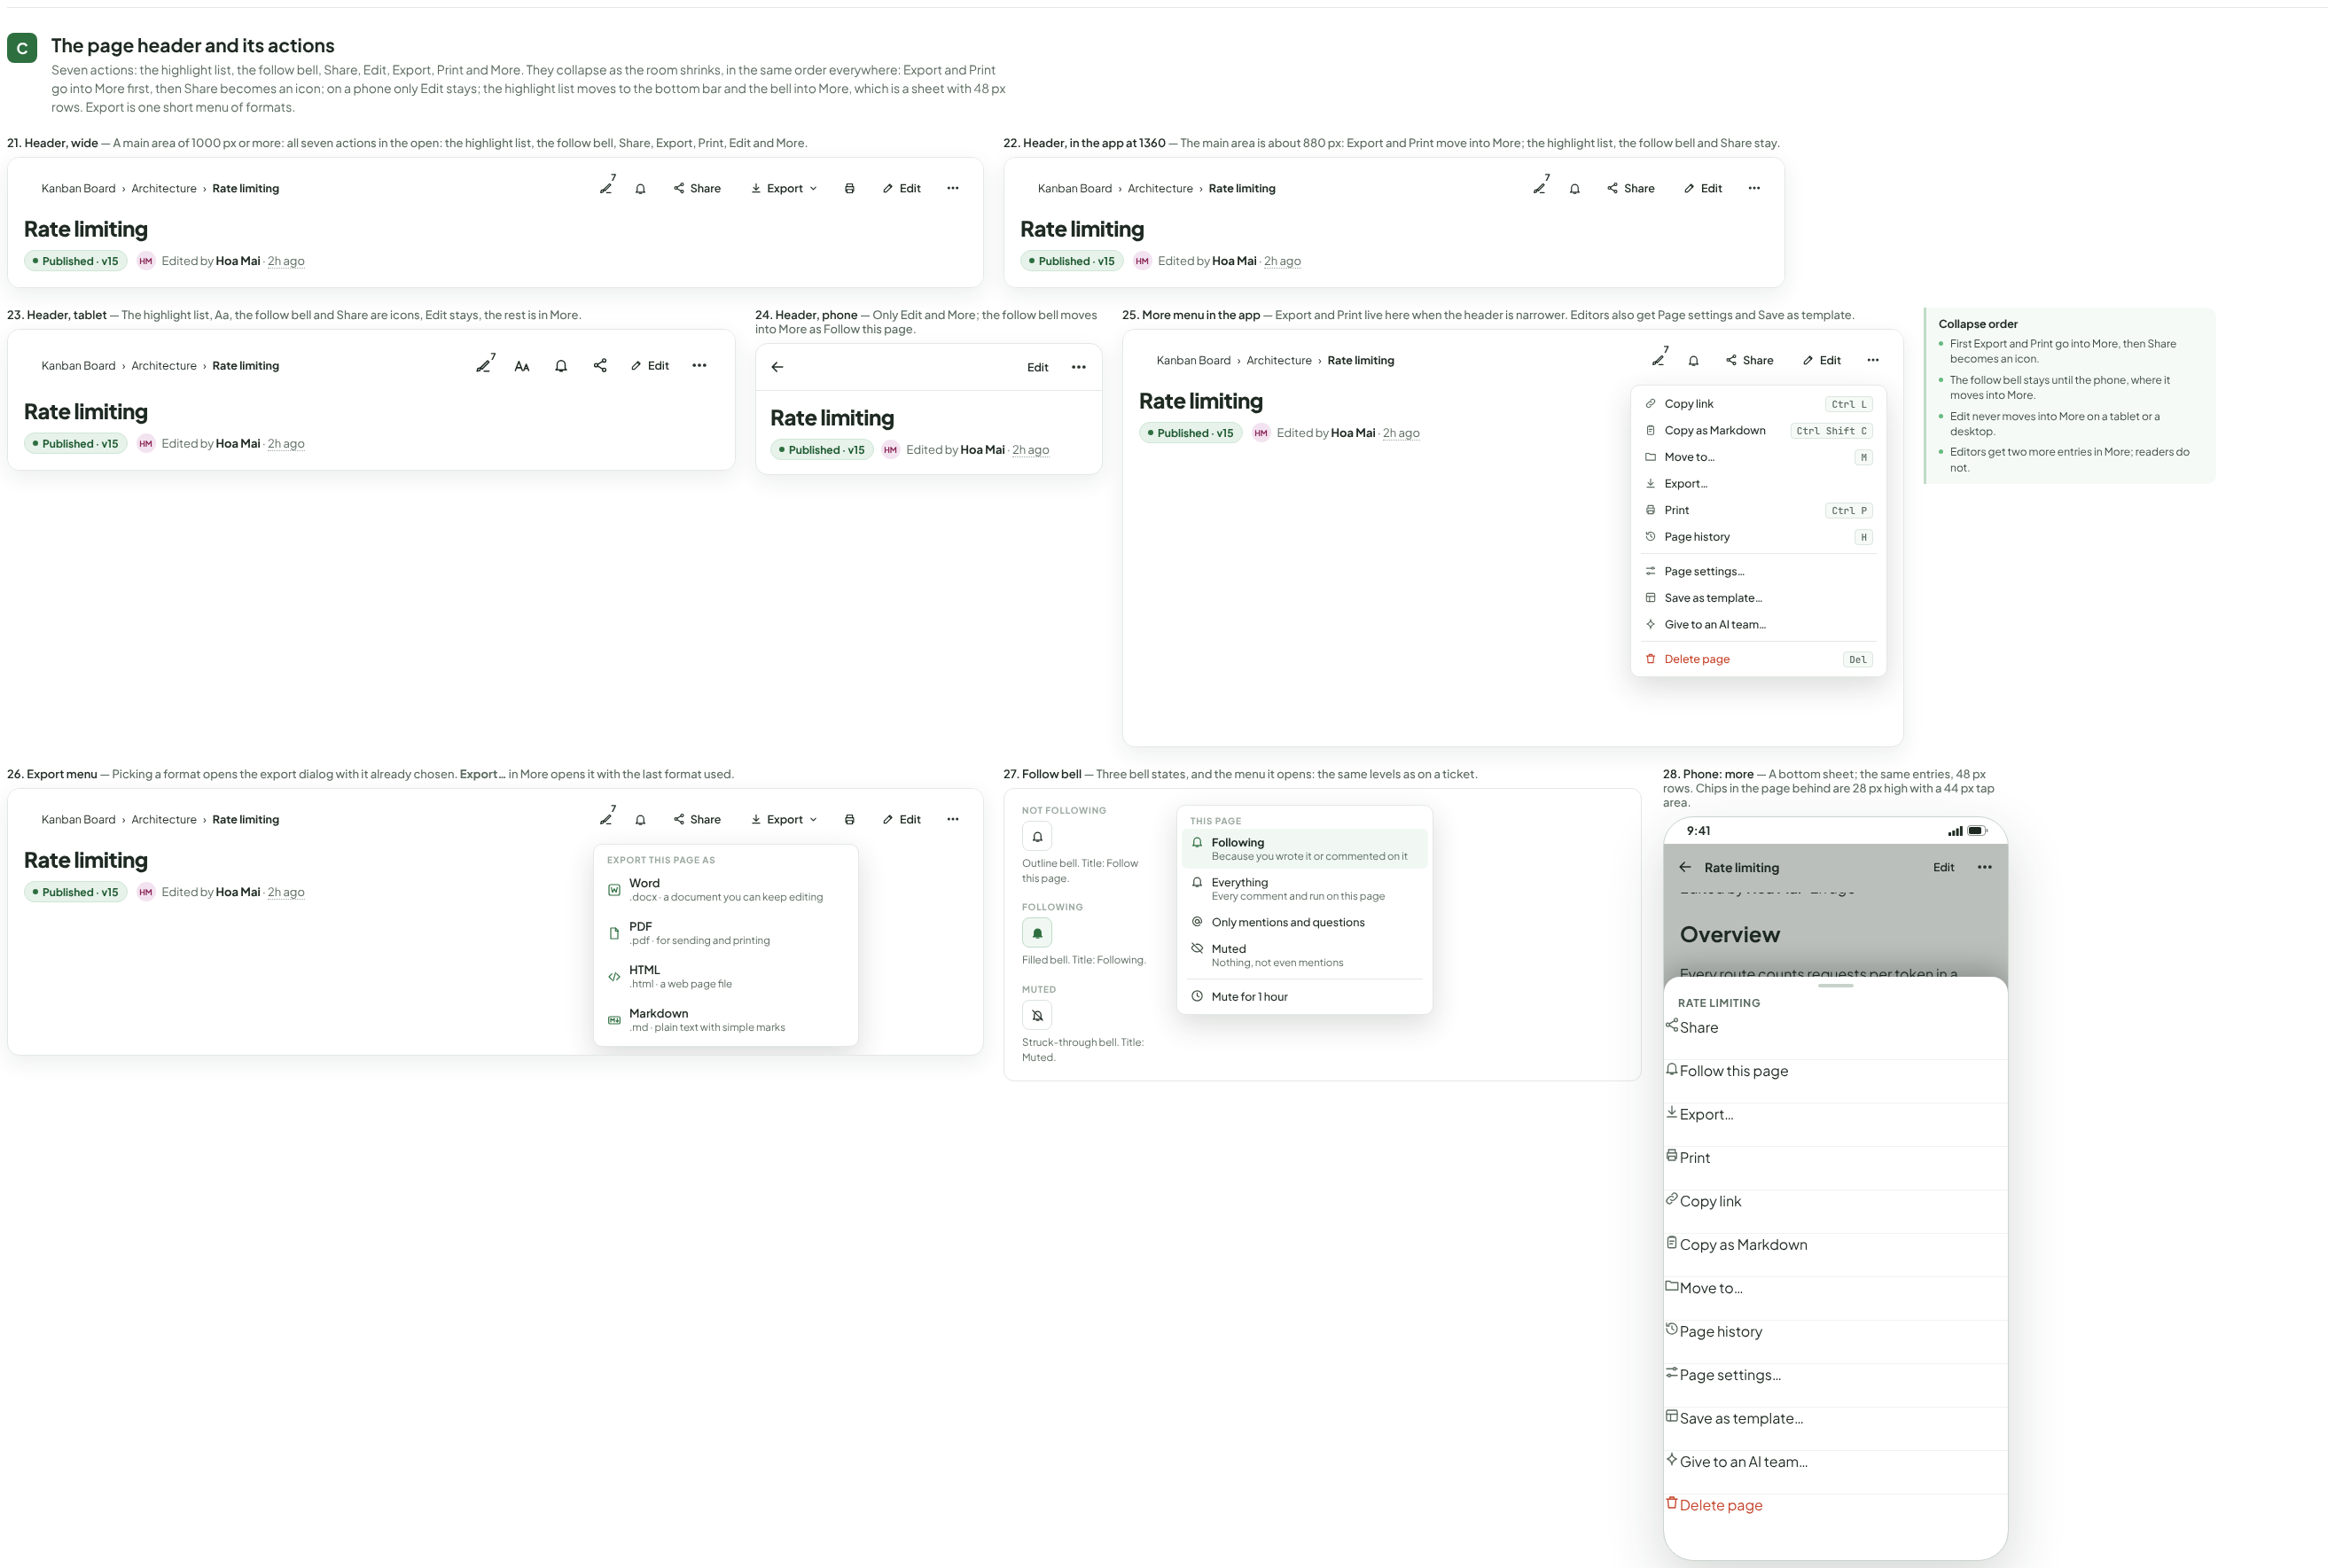 C
The page header and its actions
Seven actions: the highlight list, the follow bell, Share, Edit, Export, Print and More. They collapse as the room shrinks, in the same order everywhere: Export and Print
go into More first, then Share becomes an icon; on a phone only Edit stays; the highlight list moves to the bottom bar and the bell into More, which is a sheet with 48 px
rows. Export is one short menu of formats.
21. Header, wide — A main area of 1000 px or more: all seven actions in the open: the highlight list, the follow bell, Share, Export, Print, Edit and More.
Kanban Board › Architecture › Rate limiting
7
Share
Export
Edit
Rate limiting
Published · v15
HM
Edited by Hoa Mai · 2h ago
22. Header, in the app at 1360 — The main area is about 880 px: Export and Print move into More; the highlight list, the follow bell and Share stay.
Kanban Board › Architecture › Rate limiting
7
Share
Edit
Rate limiting
Published · v15
HM
Edited by Hoa Mai · 2h ago
23. Header, tablet — The highlight list, Aa, the follow bell and Share are icons, Edit stays, the rest is in More.
Kanban Board › Architecture › Rate limiting
7
AA
Edit
Rate limiting
Published · v15
HM
Edited by Hoa Mai · 2h ago
24. Header, phone — Only Edit and More; the follow bell moves
into More as Follow this page.
Edit
Rate limiting
Published · v15
HM
Edited by Hoa Mai · 2h ago
25. More menu in the app — Export and Print live here when the header is narrower. Editors also get Page settings and Save as template.
Kanban Board › Architecture › Rate limiting
7
Share
Edit
Rate limiting
Published · v15
HM
Edited by Hoa Mai · 2h ago
Copy link Ctrl L
Copy as Markdown Ctrl Shift C
Move to… M
Export…
Print Ctrl P
Page history H
Page settings…
Save as template…
Give to an AI team…
Delete page Del
Collapse order
First Export and Print go into More, then Share
becomes an icon.
The follow bell stays until the phone, where it
moves into More.
Edit never moves into More on a tablet or a
desktop.
Editors get two more entries in More; readers do
not.
26. Export menu — Picking a format opens the export dialog with it already chosen. Export… in More opens it with the last format used.
Kanban Board › Architecture › Rate limiting
7
Share
Export
Edit
Rate limiting
Published · v15
HM
Edited by Hoa Mai · 2h ago
EXPORT THIS PAGE AS
Word
.docx · a document you can keep editing
PDF
.pdf · for sending and printing
HTML
.html · a web page file
Markdown
.md · plain text with simple marks
27. Follow bell — Three bell states, and the menu it opens: the same levels as on a ticket.
NOT FOLLOWING
Outline bell. Title: Follow
this page.
FOLLOWING
Filled bell. Title: Following.
MUTED
Struck-through bell. Title:
Muted.
THIS PAGE
Following
Because you wrote it or commented on it
Everything
Every comment and run on this page
Only mentions and questions
Muted
Nothing, not even mentions
Mute for 1 hour
28. Phone: more — A bottom sheet; the same entries, 48 px
rows. Chips in the page behind are 28 px high with a 44 px tap
area.
9:41
Rate limiting
Edit
Overview
Every route counts requests per token in a
RATE LIMITING
Share
Follow this page
Export…
Print
Copy link
Copy as Markdown
Move to…
Page history
Page settings…
Save as template…
Give to an AI team…
Delete page